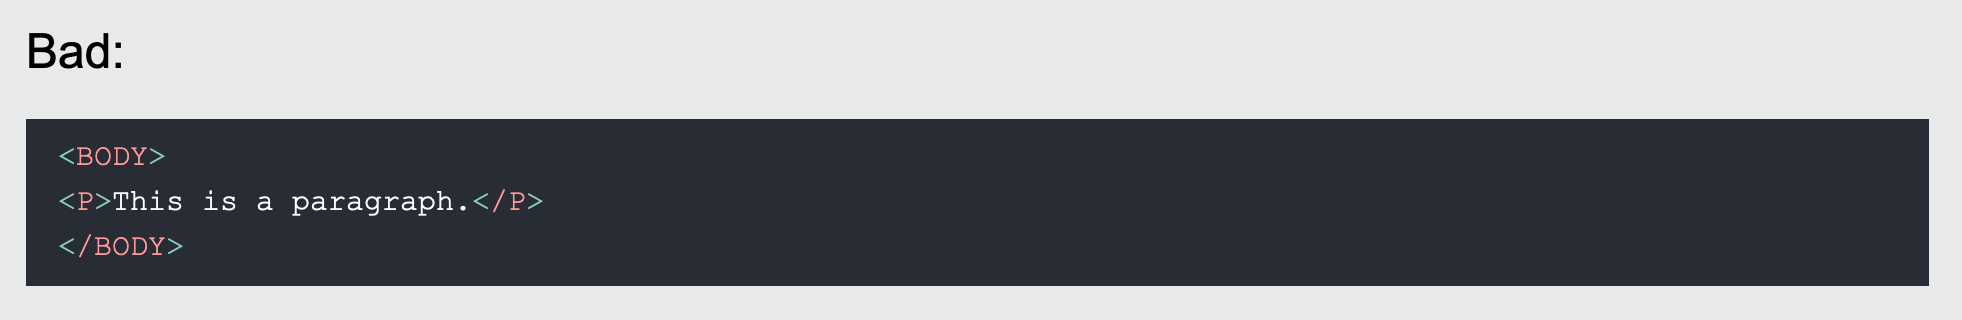 Bad:
<BODY>
<P>This is a paragraph.</P>
</BODY>